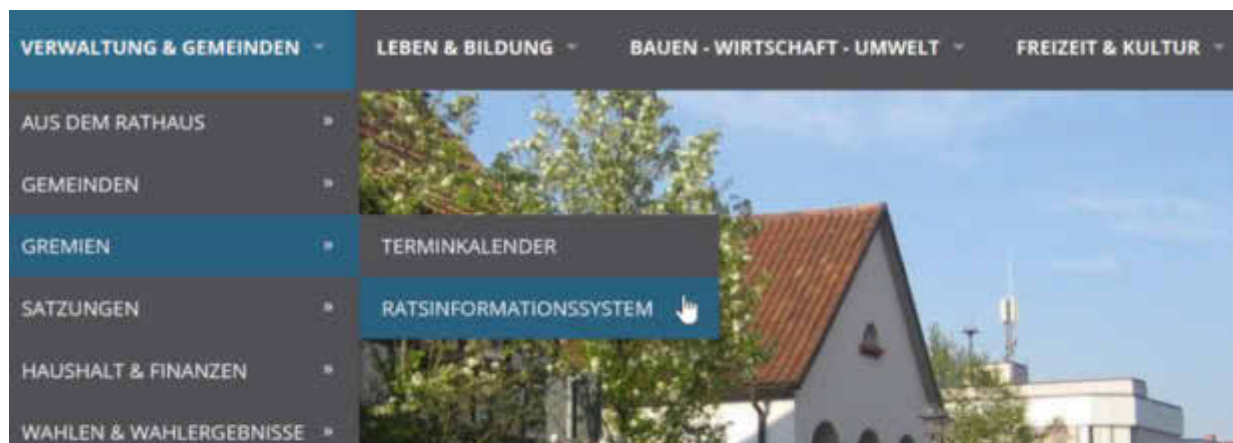 VERWALTUNG & GEMEINDEN LEBEN & BILDUNG BAUEN - WIRTSCHAFT - UMWELT FREIZEIT & KULTUR
AUS DEM RATHAUS »
GEMEINDEN »
GREMIEN » TERMINKALENDER
SATZUNGEN » RATSINFORMATIONSSYSTEM
HAUSHALT & FINANZEN »
WAHLEN & WAHLERGEBNISSE »